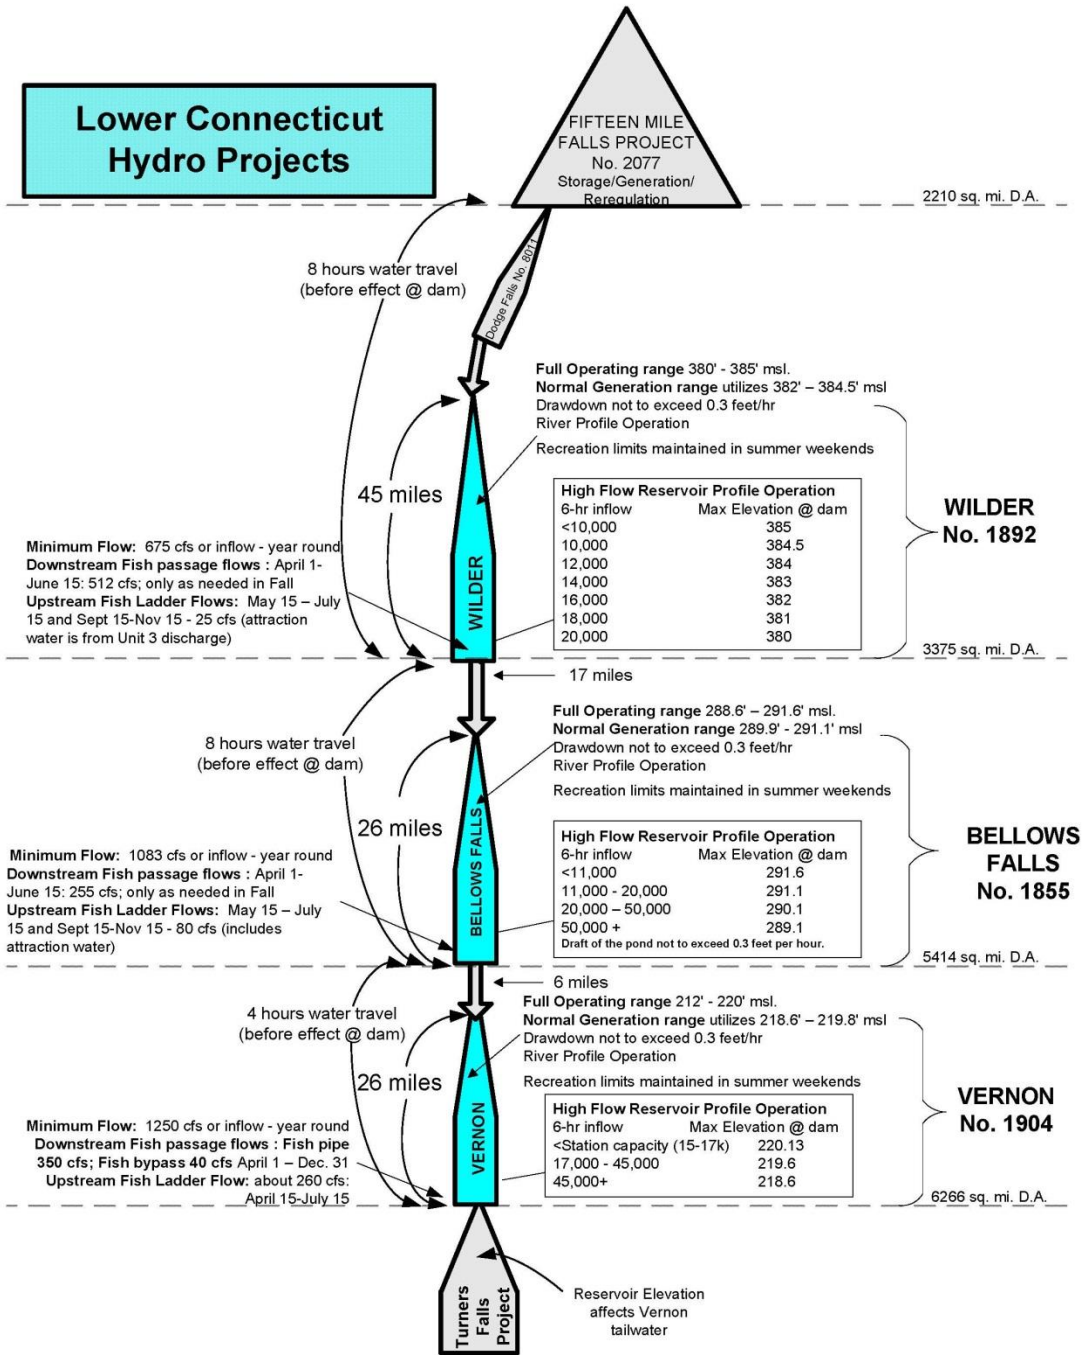 Lower Connecticut
Hydro Projects
FIFTEEN MILE
FALLS PROJECT
No. 2077
Storage/Generation/
Reregulation
2210 sq. mi. D.A.
8 hours water travel
(before effect @ dam)
Dodge Falls No. 8011
Full Operating range 380' - 385' msl.
Normal Generation range utilizes 382' – 384.5' msl
Drawdown not to exceed 0.3 feet/hr
River Profile Operation
Recreation limits maintained in summer weekends
45 miles
High Flow Reservoir Profile Operation
6-hr inflow Max Elevation @ dam
<10,000 385
10,000 384.5
12,000 384
14,000 383
16,000 382
18,000 381
20,000 380
WILDER
No. 1892
Minimum Flow: 675 cfs or inflow - year round
Downstream Fish passage flows : April 1-
June 15: 512 cfs; only as needed in Fall
Upstream Fish Ladder Flows: May 15 – July
15 and Sept 15-Nov 15 - 25 cfs (attraction
water is from Unit 3 discharge)
WILDER
3375 sq. mi. D.A.
17 miles
8 hours water travel
(before effect @ dam)
Full Operating range 288.6' – 291.6' msl.
Normal Generation range 289.9' - 291.1' msl
Drawdown not to exceed 0.3 feet/hr
River Profile Operation
Recreation limits maintained in summer weekends
26 miles
BELLOWS FALLS
High Flow Reservoir Profile Operation
6-hr inflow Max Elevation @ dam
<11,000 291.6
11,000 - 20,000 291.1
20,000 – 50,000 290.1
50,000 + 289.1
Draft of the pond not to exceed 0.3 feet per hour.
BELLOWS
FALLS
No. 1855
Minimum Flow: 1083 cfs or inflow - year round
Downstream Fish passage flows : April 1-
June 15: 255 cfs; only as needed in Fall
Upstream Fish Ladder Flows: May 15 – July
15 and Sept 15-Nov 15 - 80 cfs (includes
attraction water)
5414 sq. mi. D.A.
6 miles
4 hours water travel
(before effect @ dam)
Full Operating range 212' - 220' msl.
Normal Generation range utilizes 218.6' – 219.8' msl
Drawdown not to exceed 0.3 feet/hr
River Profile Operation
Recreation limits maintained in summer weekends
26 miles
VERNON
High Flow Reservoir Profile Operation
6-hr inflow Max Elevation @ dam
<Station capacity (15-17k) 220.13
17,000 - 45,000 219.6
45,000+ 218.6
VERNON
No. 1904
Minimum Flow: 1250 cfs or inflow - year round
Downstream Fish passage flows : Fish pipe
350 cfs; Fish bypass 40 cfs April 1 – Dec. 31
Upstream Fish Ladder Flow: about 260 cfs:
April 15-July 15
6266 sq. mi. D.A.
Turners
Falls
Project
Reservoir Elevation
affects Vernon
tailwater